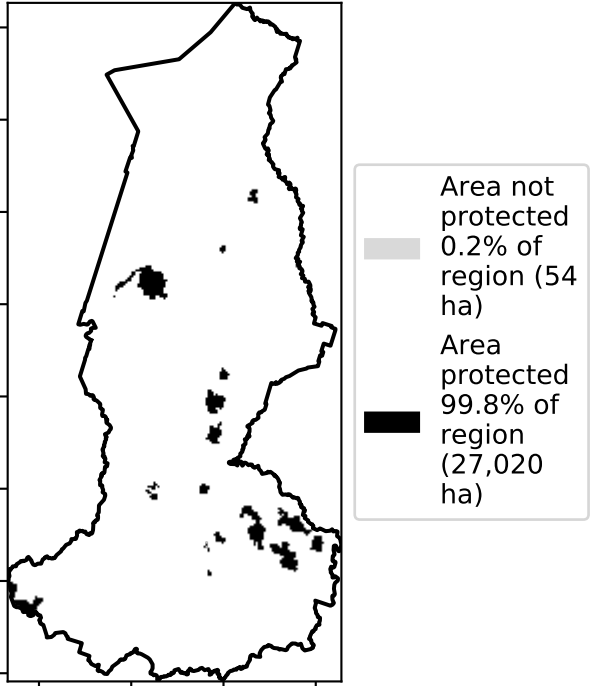 Area not
protected
0.2% of
region (54
ha)
Area
protected
99.8% of
region
(27,020
ha)